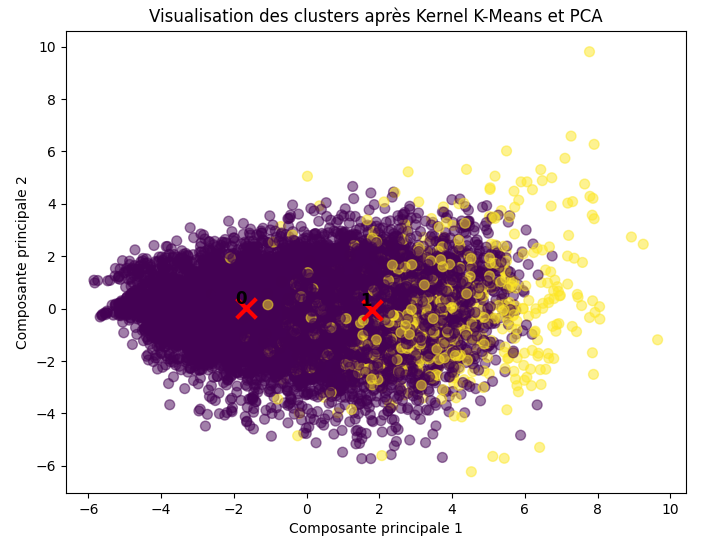 Visualisation des clusters après Kernel K-Means et PCA
10
8
6
4
2
0
−2
−4
−6
Composante principale 2
0
1
−6 −4 −2 0 2 4 6 8 10
Composante principale 1